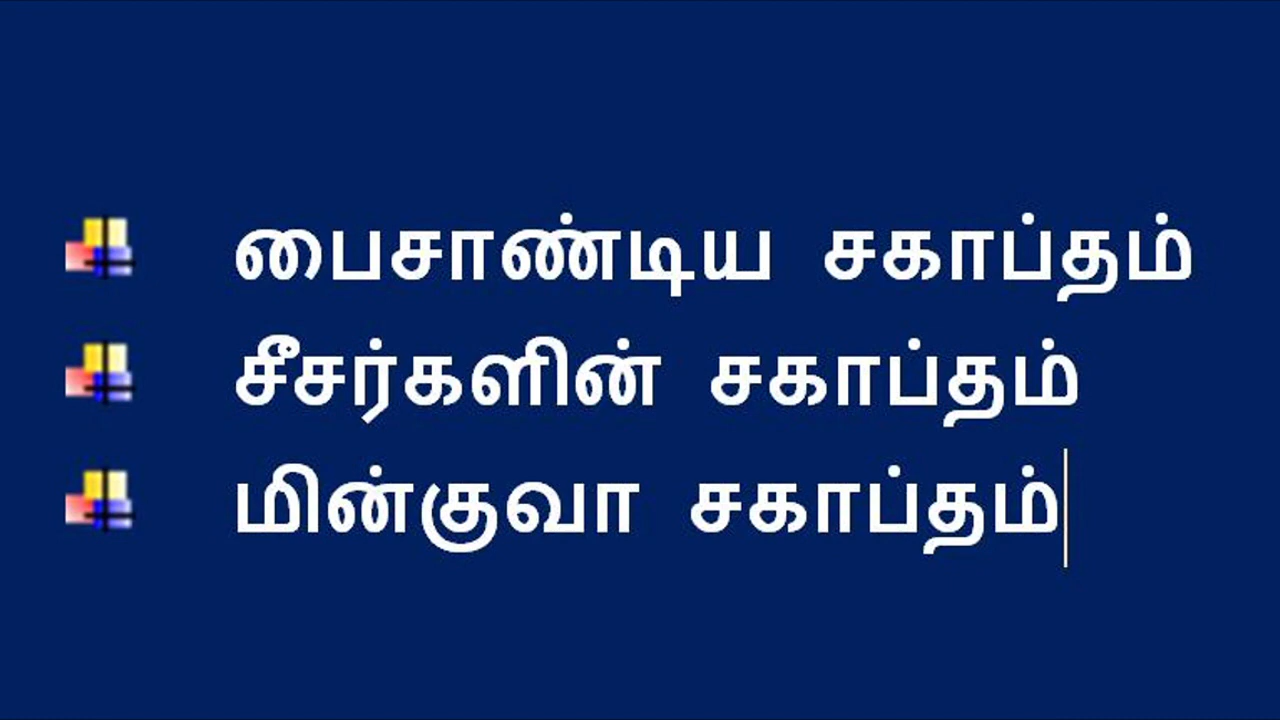 பைசாண்டிய சகாப்தம்
சீசர்களின் சகாப்தம்
மின்குவா சகாப்தம்